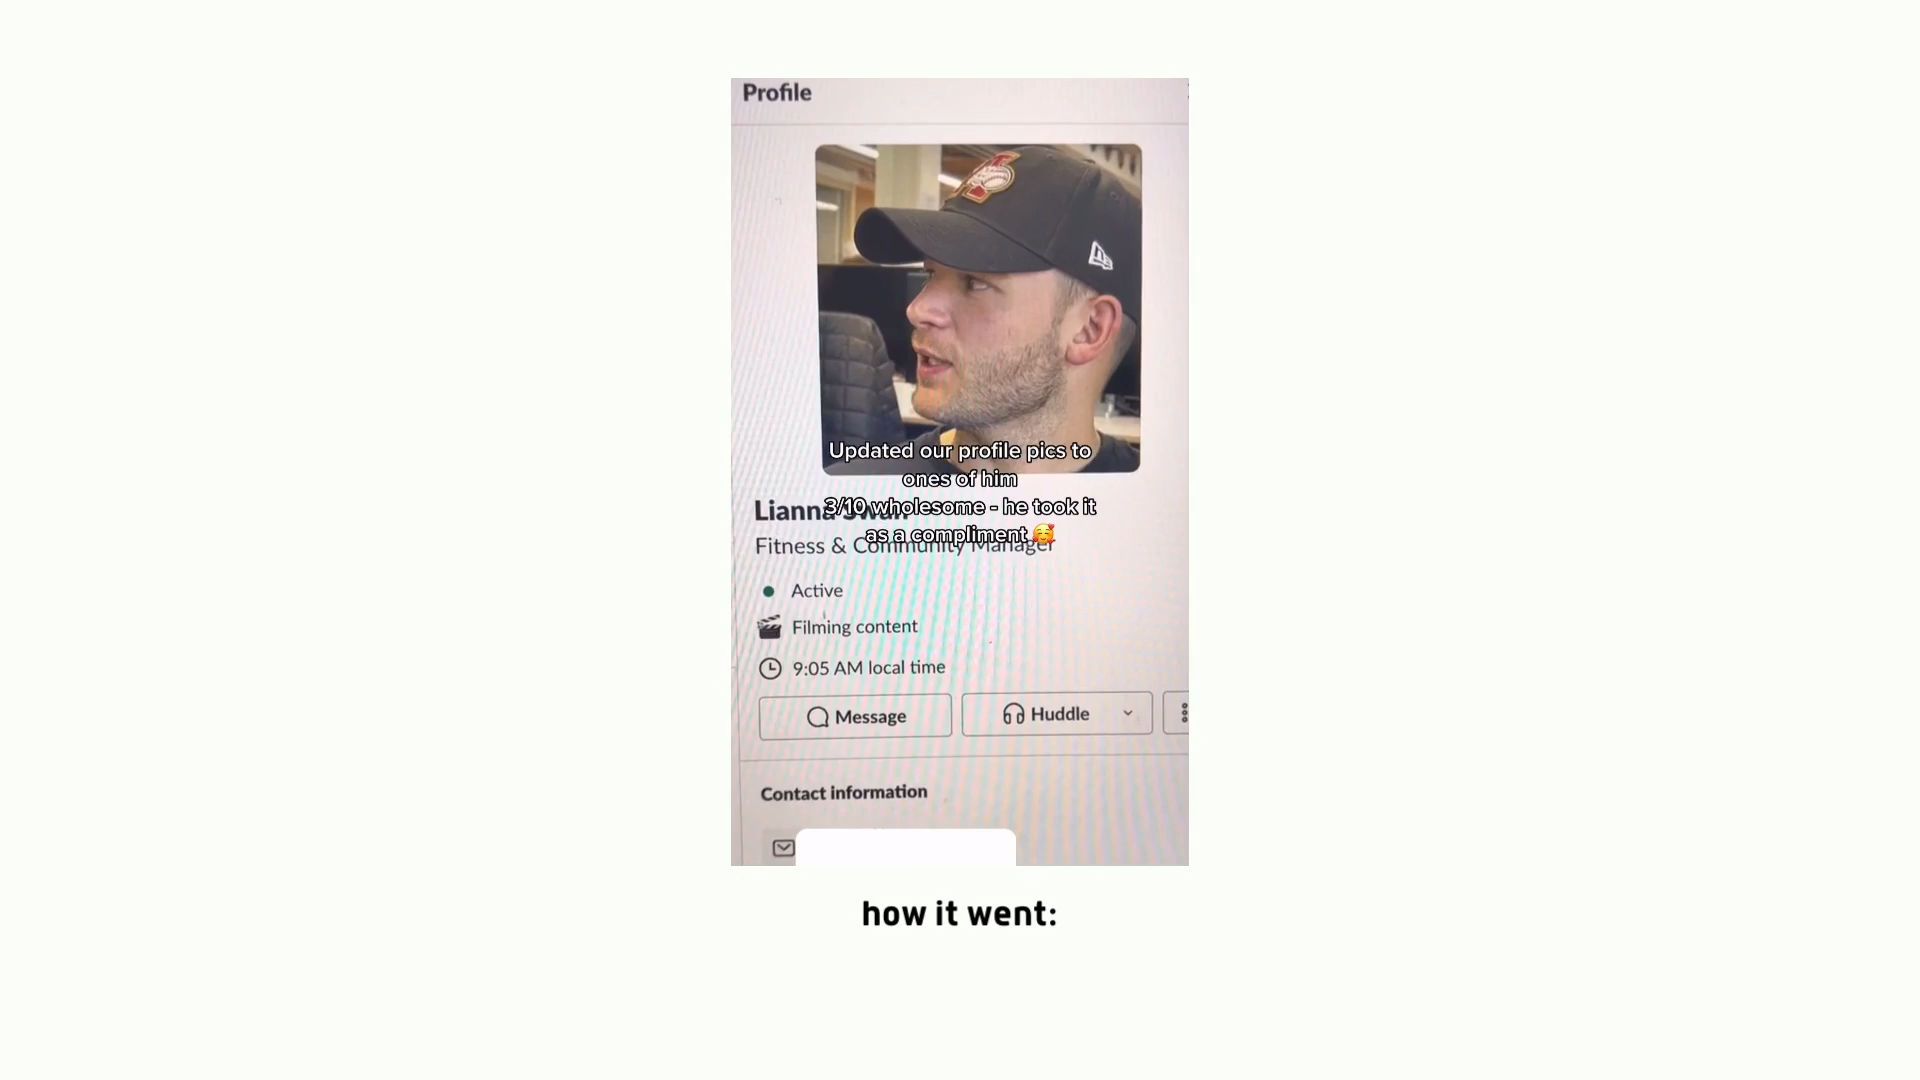 Profile
Updated our profile pics to
ones of him
3/10 wholesome - he took it
as a compliment 🥰
Lianna Swan
Fitness & Community Manager
Active
Filming content
9:05 AM local time
Message
Huddle
Contact information
how it went: